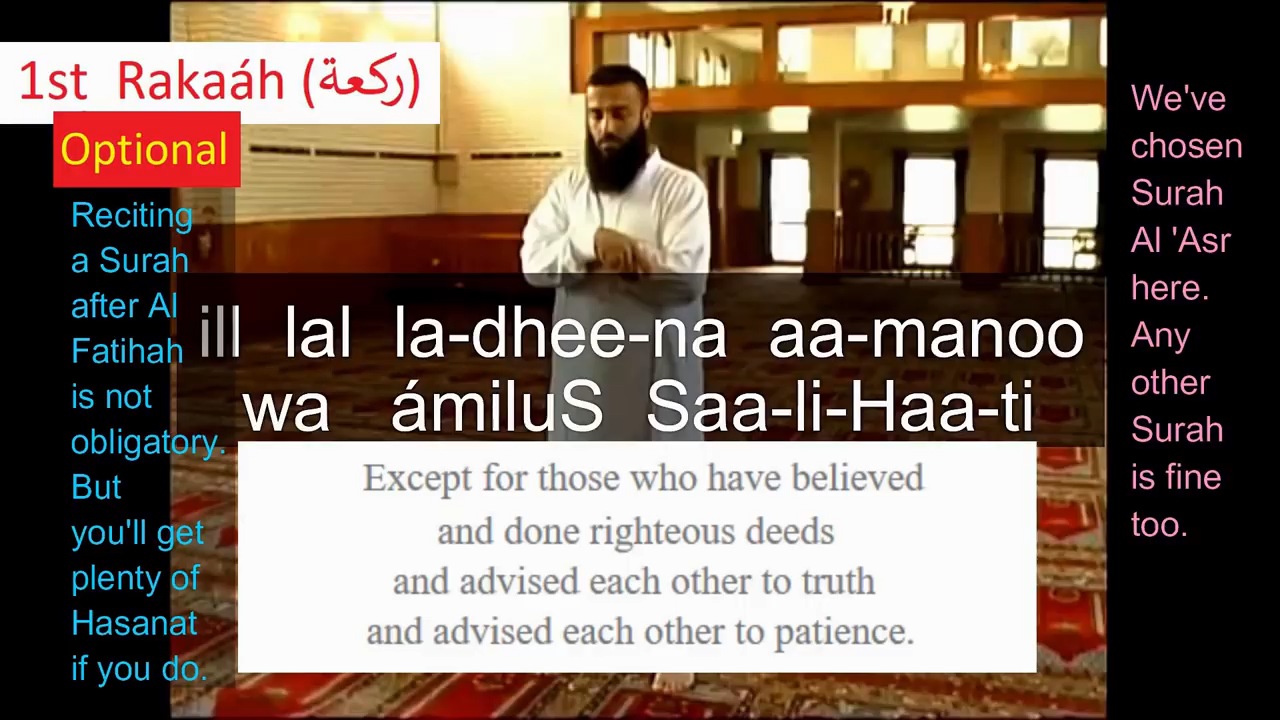 1st Rakaáh (ركعة)
Optional
Reciting
a Surah
after Al
Fatihah
is not
obligatory.
But
you'll get
plenty of
Hasanat
if you do.
ill lal la-dhee-na aa-manoo
wa ámiluS Saa-li-Haa-ti
Except for those who have believed
and done righteous deeds
and advised each other to truth
and advised each other to patience.
We've
chosen
Surah
Al 'Asr
here.
Any
other
Surah
is fine
too.